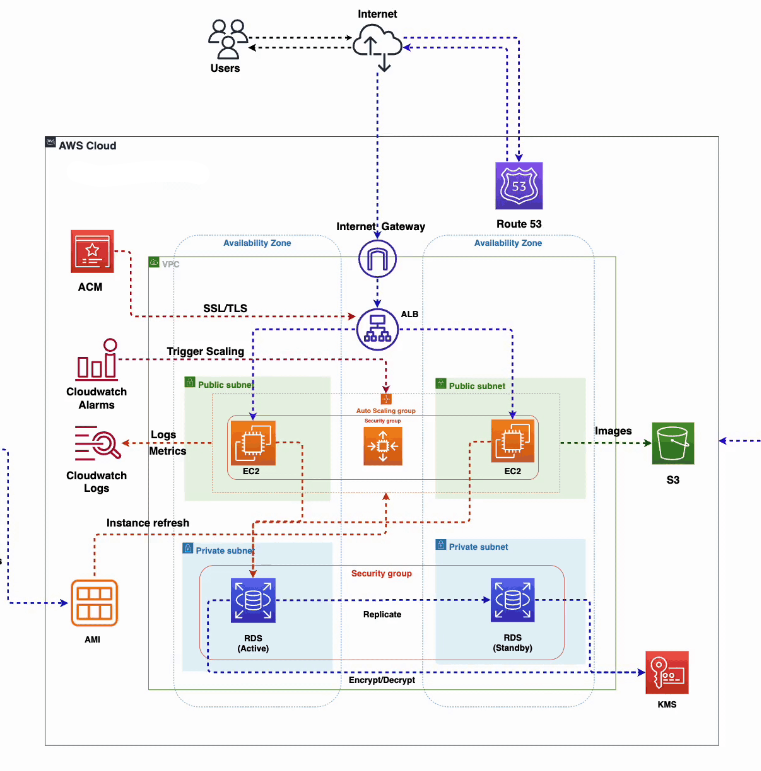 Internet
Users
AWS Cloud
53
Route 53
Internet Gateway
Availability Zone
Availability Zone
VPC
ACM
SSL/TLS
ALB
Trigger Scaling
Cloudwatch
Alarms
Public subnet
Public subnet
Auto Scaling group
Security group
Logs
Metrics
EC2
EC2
Images
S3
Cloudwatch
Logs
Instance refresh
Private subnet
Private subnet
Security group
AMI
Replicate
RDS
(Active)
RDS
(Standby)
Encrypt/Decrypt
KMS